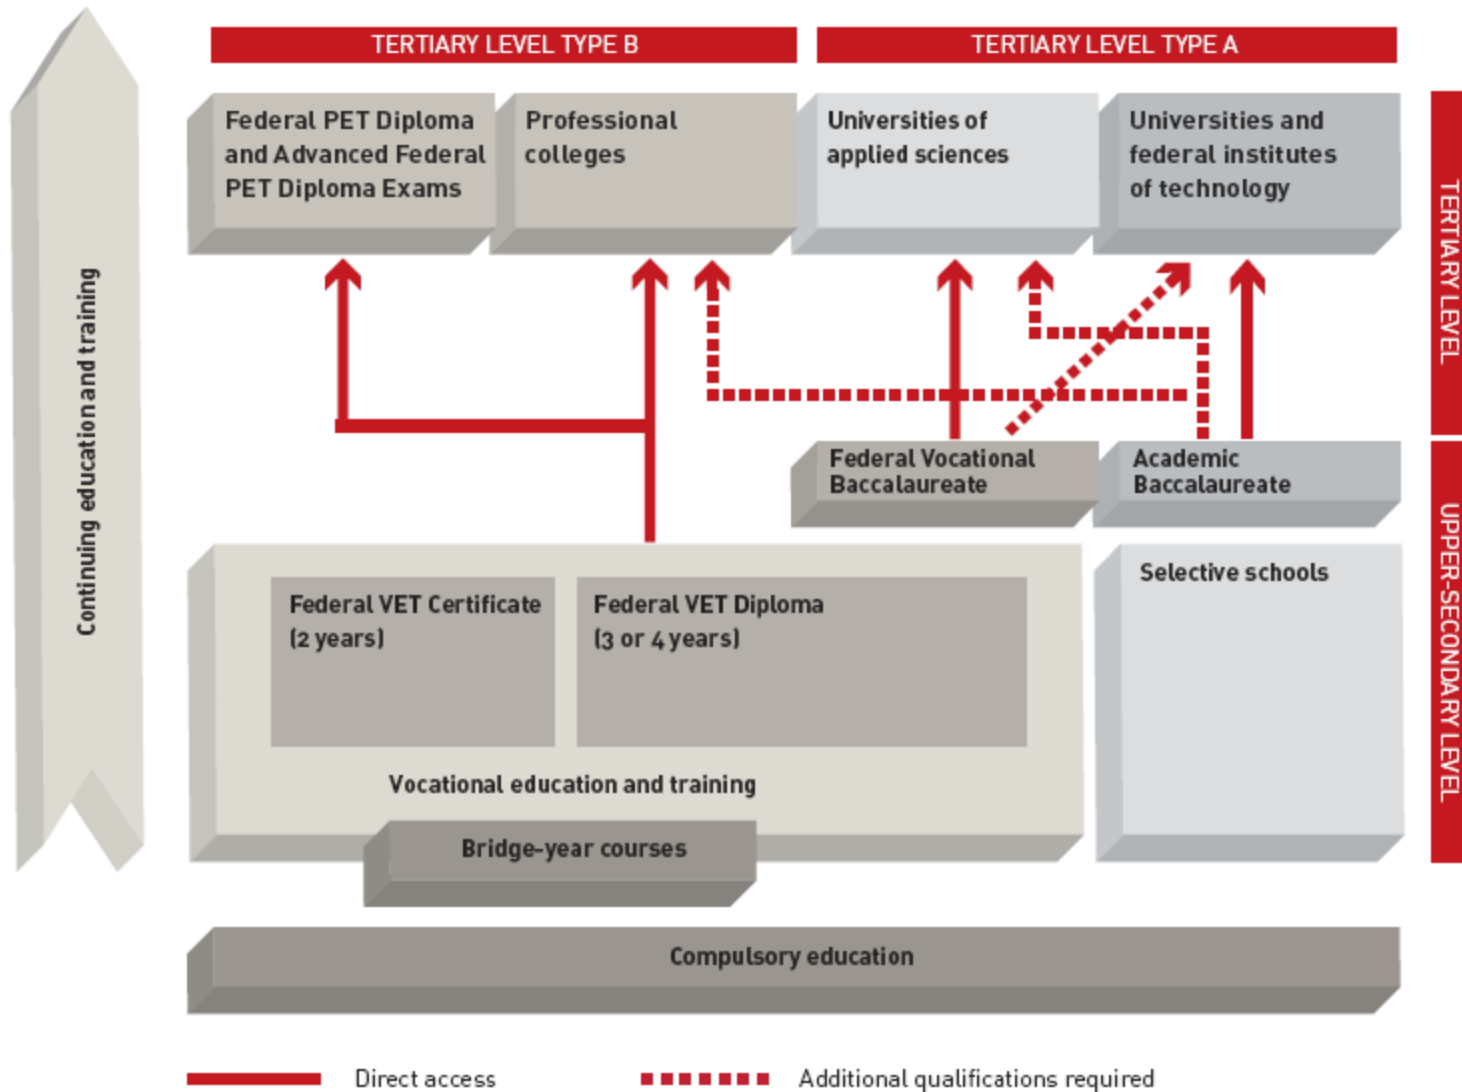 TERTIARY LEVEL TYPE B
TERTIARY LEVEL TYPE A
Federal PET Diploma
and Advanced Federal
PET Diploma Exams
Professional
colleges
Universities of
applied sciences
Universities and
federal institutes
of technology
TERTIARY LEVEL
Continuing education and training
Federal Vocational
Baccalaureate
Academic
Baccalaureate
UPPER-SECONDARY LEVEL
Federal VET Certificate
(2 years)
Federal VET Diploma
(3 or 4 years)
Selective schools
Vocational education and training
Bridge-year courses
Compulsory education
Direct access
Additional qualifications required